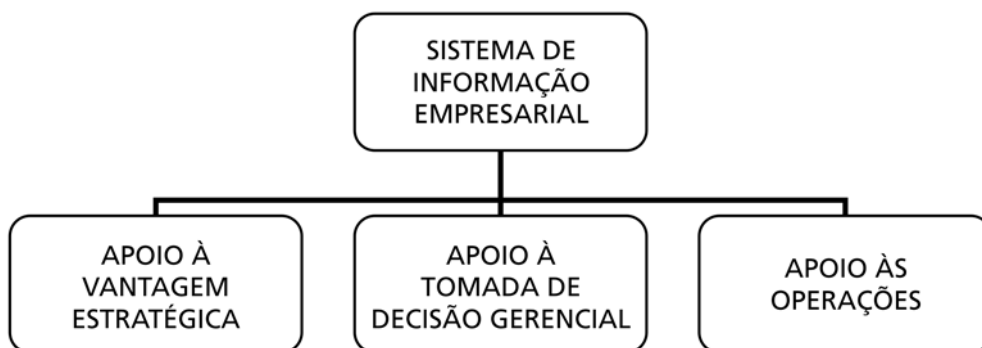 SISTEMA DE
INFORMAÇÃO
EMPRESARIAL
APOIO À
VANTAGEM
ESTRATÉGICA
APOIO À
TOMADA DE
DECISÃO GERENCIAL
APOIO ÀS
OPERAÇÕES